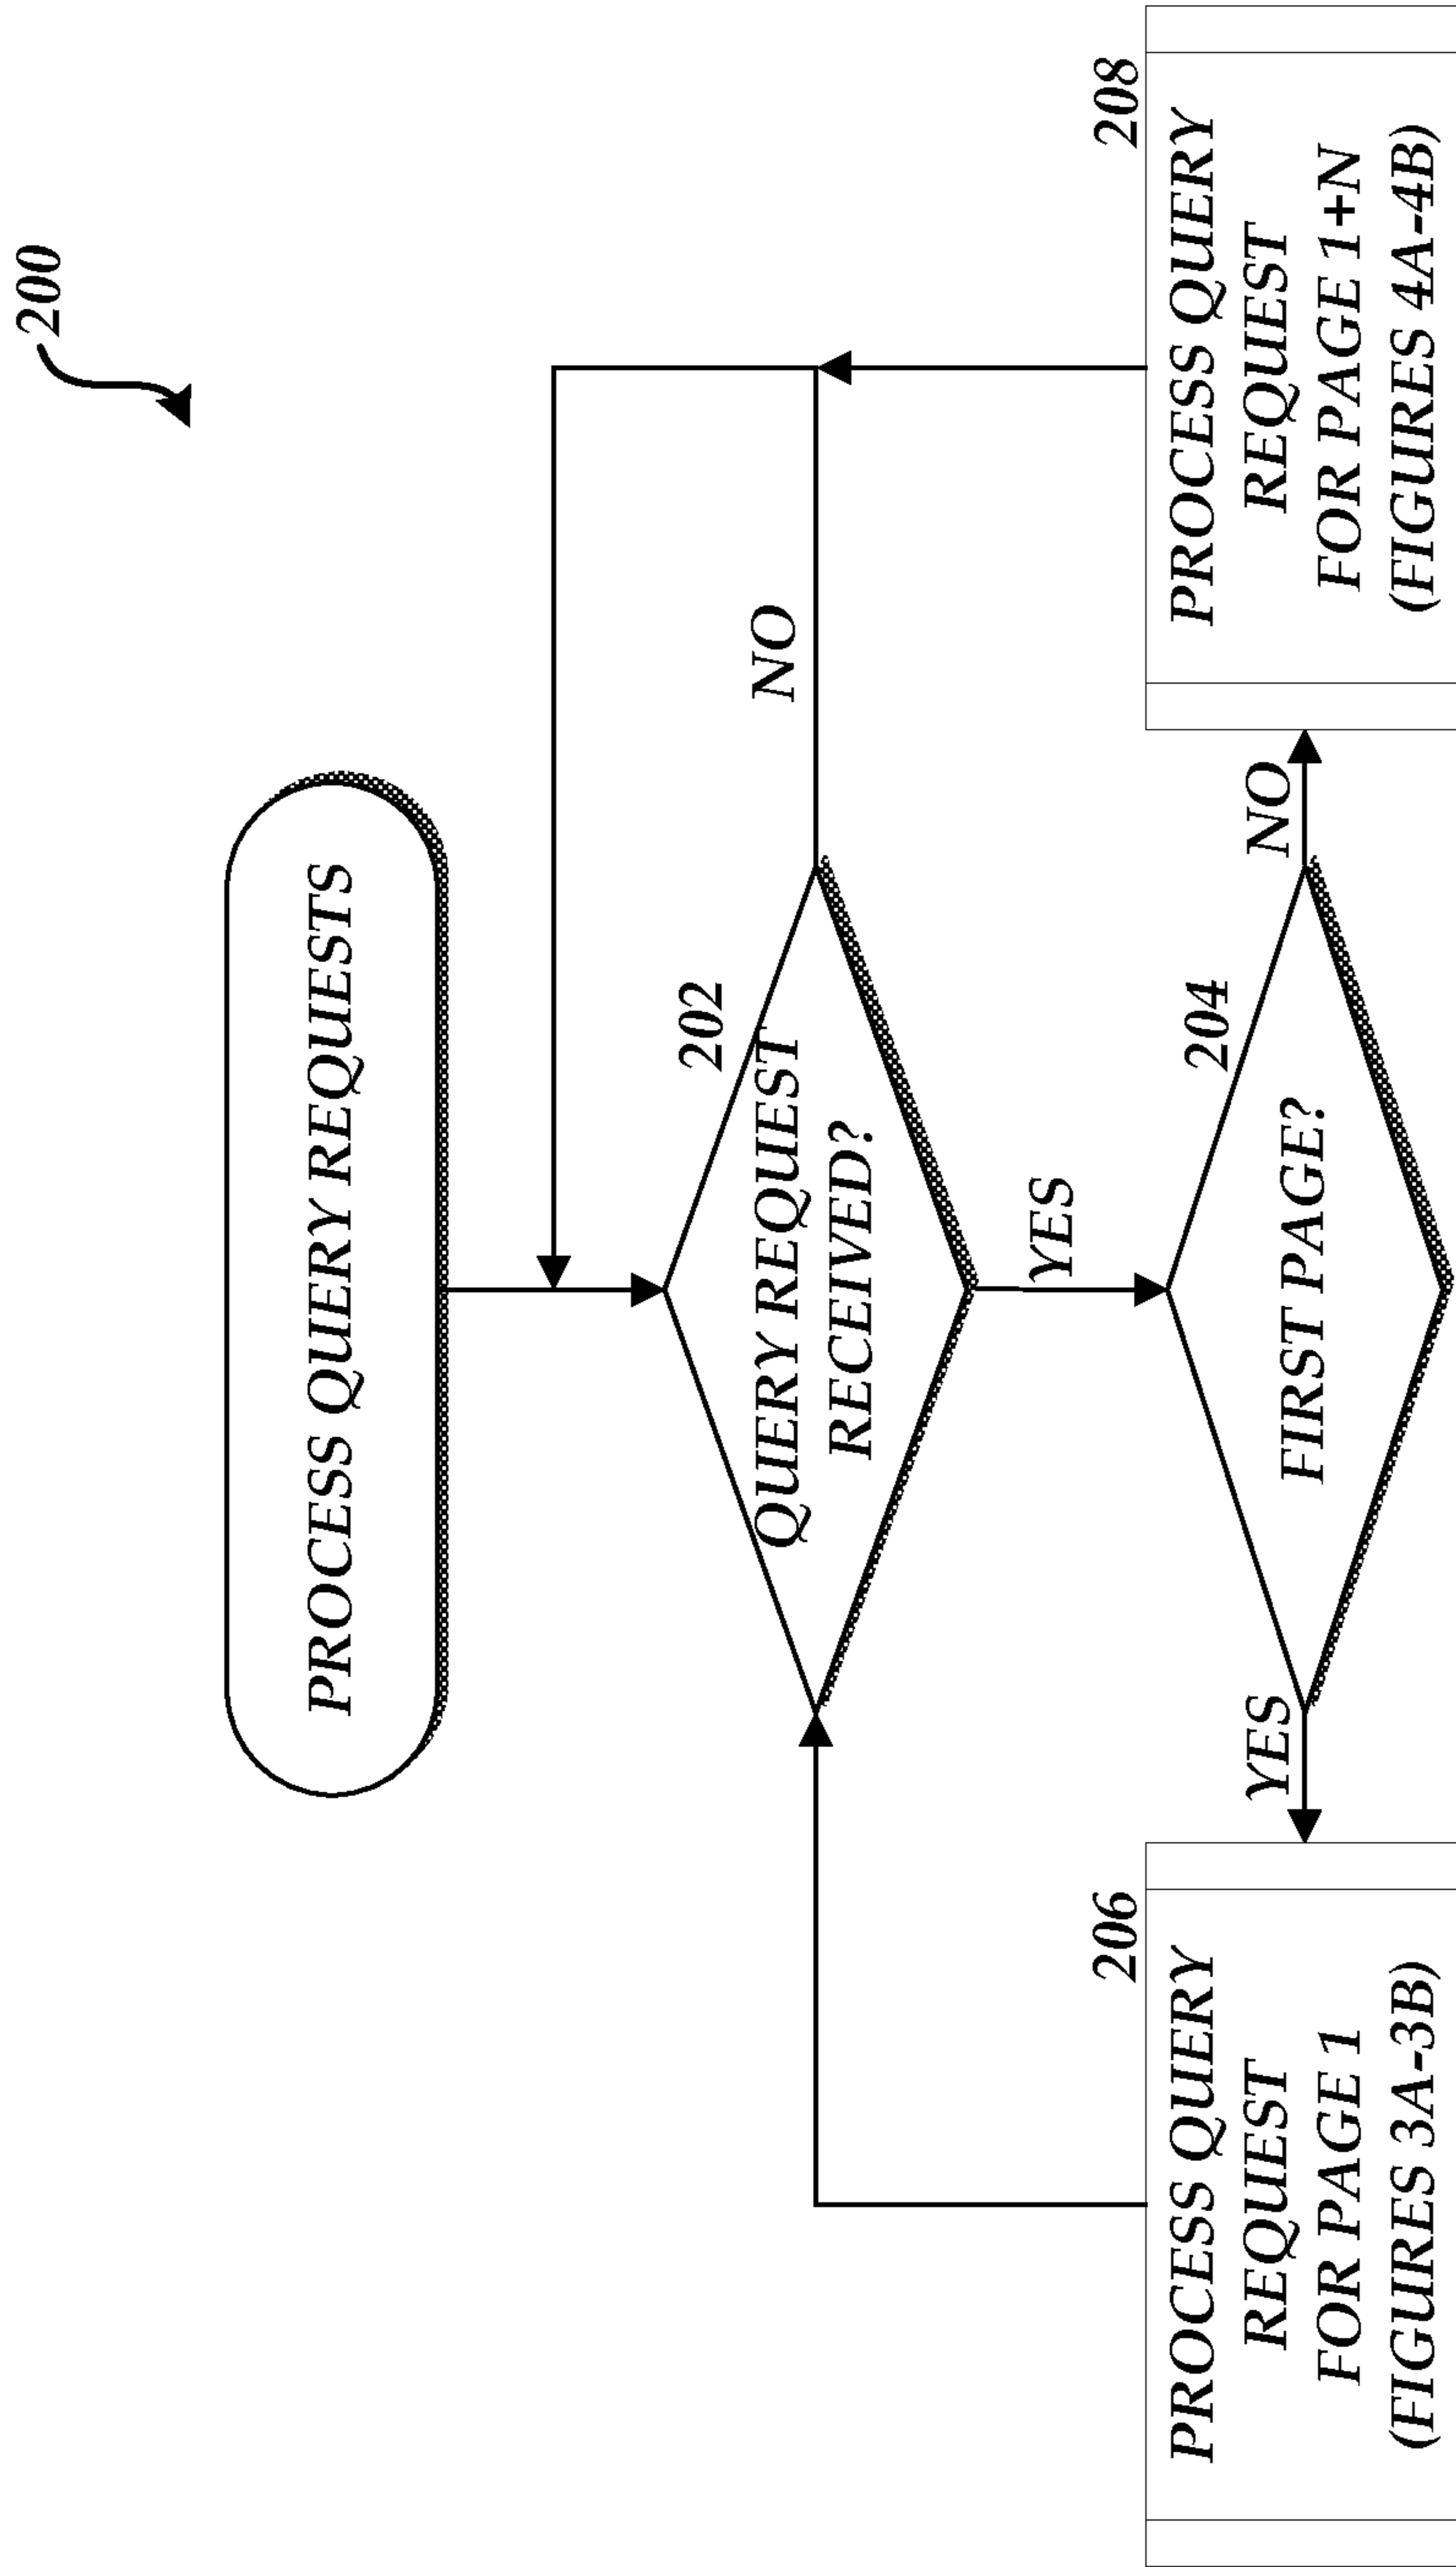 200
PROCESS QUERY REQUESTS
202
QUERY REQUEST
RECEIVED?
NO
YES
204
FIRST PAGE?
YES
NO
206
PROCESS QUERY
REQUEST
FOR PAGE 1
(FIGURES 3A-3B)
208
PROCESS QUERY
REQUEST
FOR PAGE 1+N
(FIGURES 4A-4B)